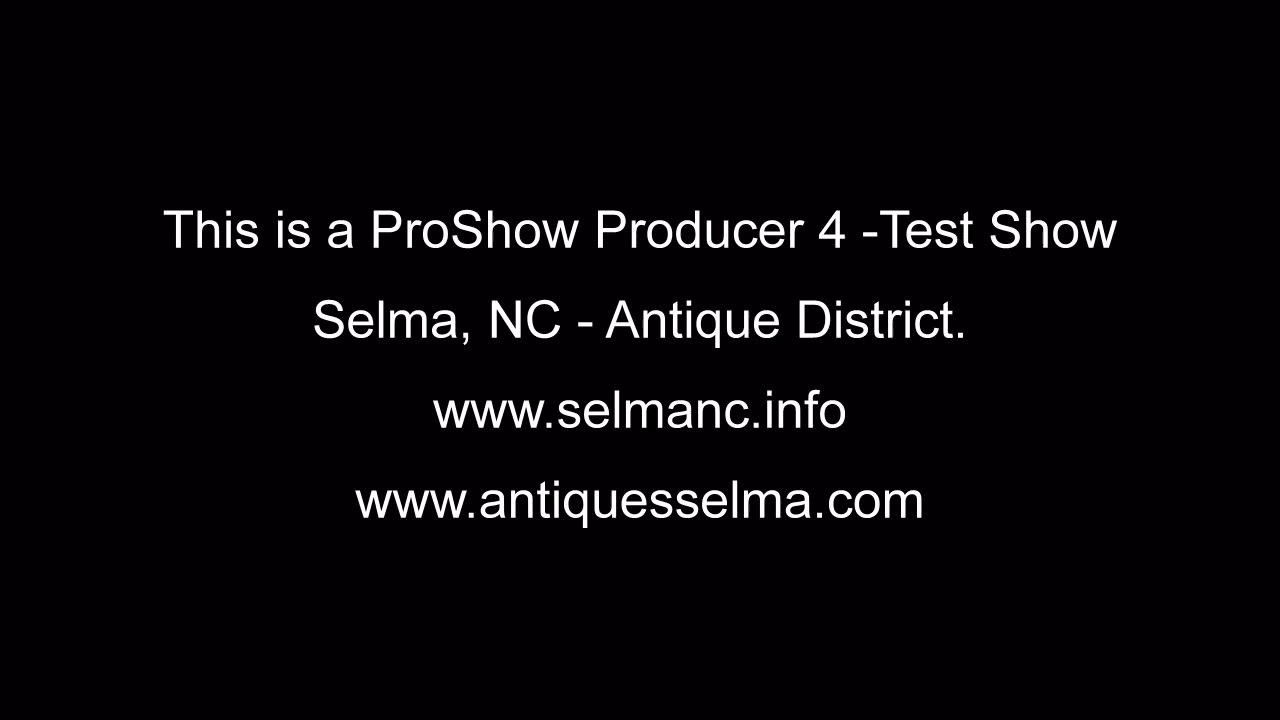 This is a ProShow Producer 4 -Test Show
Selma, NC - Antique District.
www.selmanc.info
www.antiquesselma.com